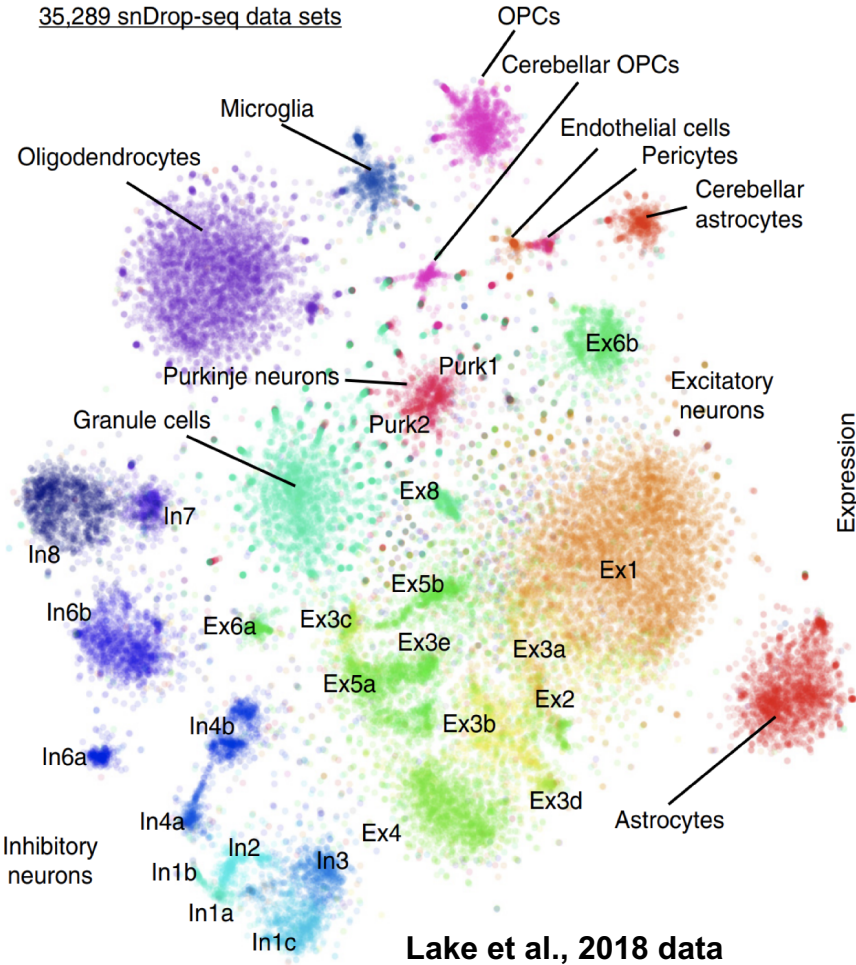 35,289 snDrop-seq data sets
OPCs
Cerebellar OPCs
Microglia
Endothelial cells
Oligodendrocytes
Pericytes
Cerebellar
astrocytes
Ex6b
Purkinje neurons
Purk1
Excitatory
neurons
Granule cells
Purk2
Ex8
Expression
In7
In8
Ex1
Ex5b
In6b
Ex6a
Ex3c
Ex3e
Ex3a
Ex5a
Ex2
In4b
Ex3b
In6a
Ex3d
In4a
Ex4
Astrocytes
Inhibitory
neurons
In2
In3
In1b
In1a
In1c
Lake et al., 2018 data